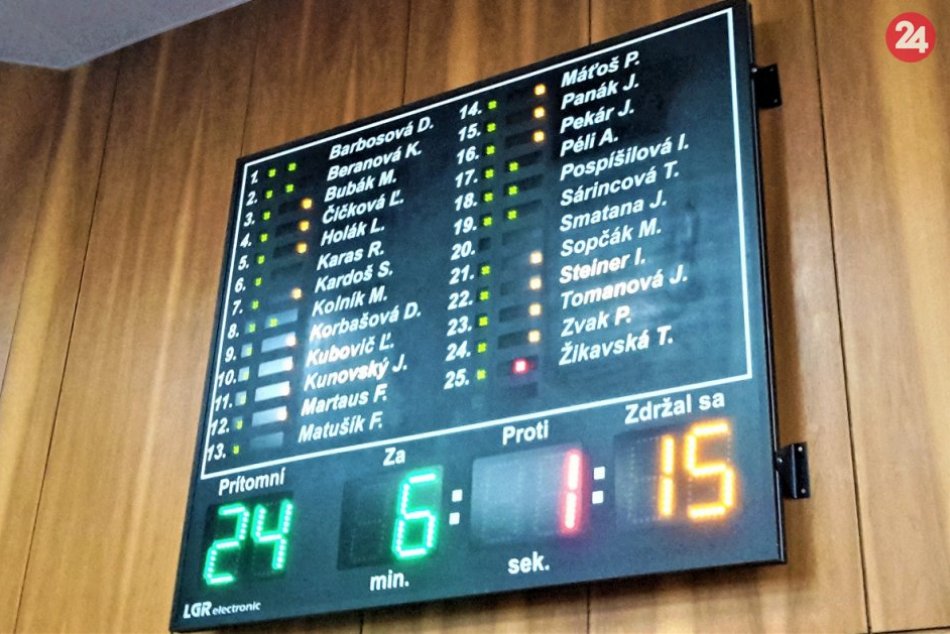 24
1. Barbosová D.
2. Beranová K.
3. Bubák M.
4. Čičková Ľ.
5. Holák L.
6. Karas R.
7. Kardoš S.
8. Kolník M.
9. Korbašová D.
10. Kubovič Ľ.
11. Kunovský J.
12. Martaus F.
13. Matušík F.
14. Máťoš P.
15. Panák J.
16. Pekár J.
17. Péli A.
18. Pospíšilová I.
19. Sárincová T.
20. Smatana J.
21. Sopčák M.
22. Steiner I.
23. Tomanová J.
24. Zvak P.
25. Žikavská T.
Prítomní Za Proti Zdržal sa
24 6 : 1 : 15
min. sek.
LGR electronic